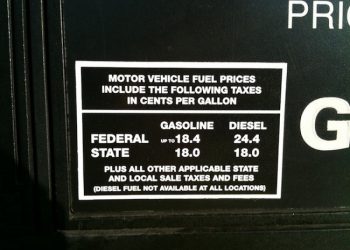 PRIC
MOTOR VEHICLE FUEL PRICES
INCLUDE THE FOLLOWING TAXES
IN CENTS PER GALLON
GASOLINE DIESEL
FEDERAL UP TO 18.4 24.4
STATE 18.0 18.0
PLUS ALL OTHER APPLICABLE STATE
AND LOCAL SALE TAXES AND FEES
(DIESEL FUEL NOT AVAILABLE AT ALL LOCATIONS)
G